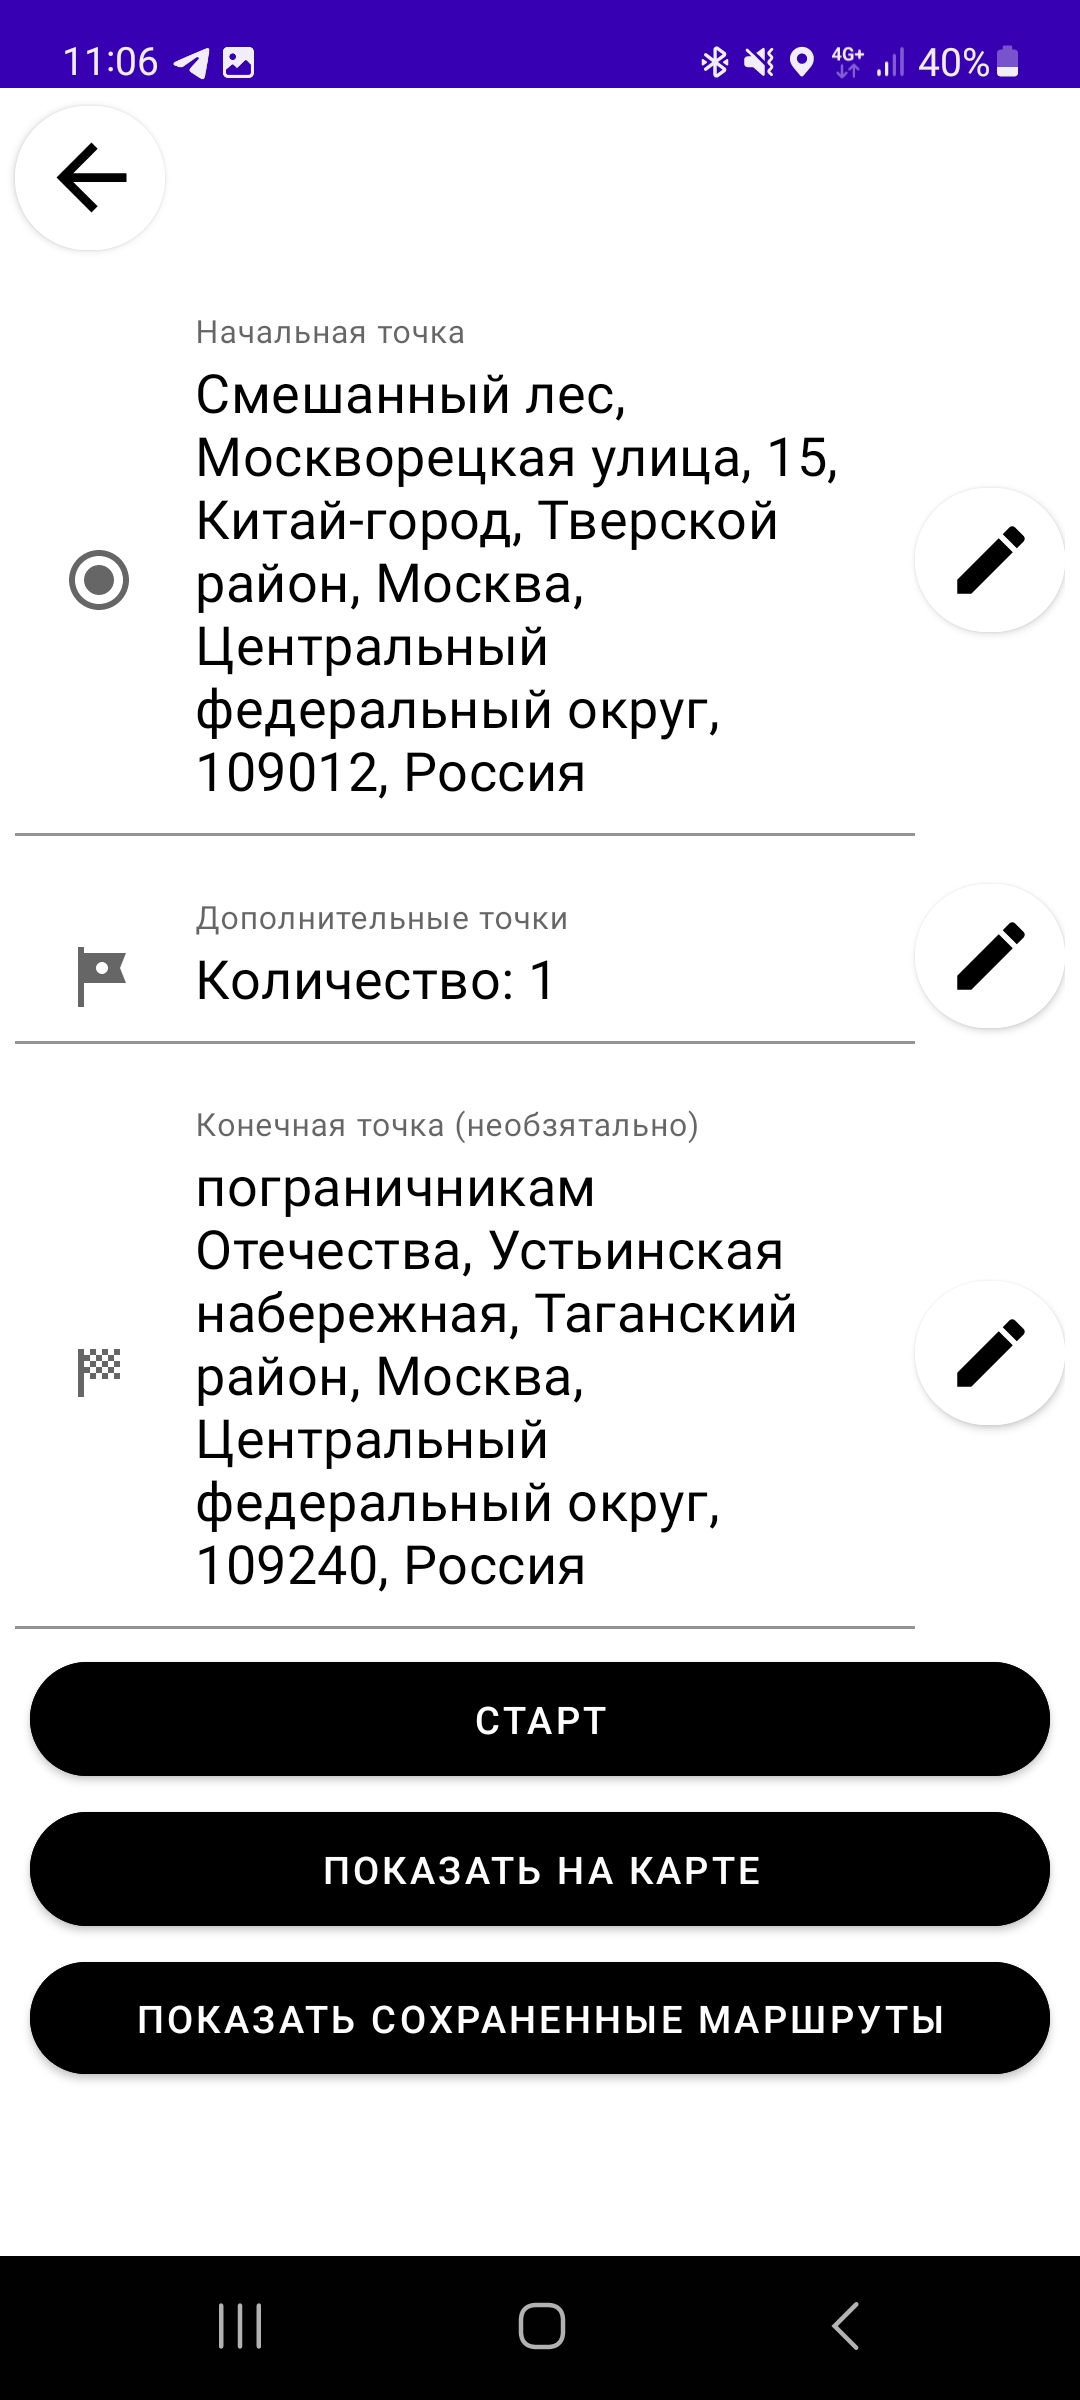 11:06
4G+
40%
Начальная точка
Смешанный лес,
Москворецкая улица, 15,
Китай-город, Тверской
район, Москва,
Центральный
федеральный округ,
109012, Россия
Дополнительные точки
Количество: 1
Конечная точка (необзятально)
пограничникам
Отечества, Устьинская
набережная, Таганский
район, Москва,
Центральный
федеральный округ,
109240, Россия
СТАРТ
ПОКАЗАТЬ НА КАРТЕ
ПОКАЗАТЬ СОХРАНЕННЫЕ МАРШРУТЫ